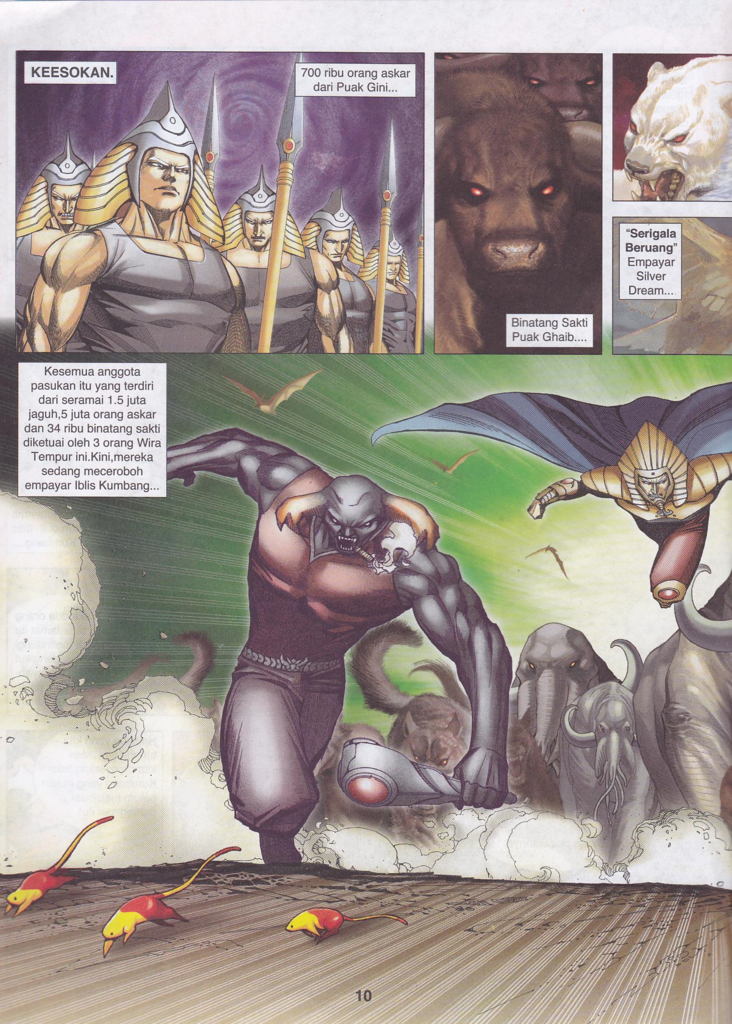 KEESOKAN.
700 ribu orang askar
dari Puak Gini...
Binatang Sakti
Puak Ghaib....
"Serigala
Beruang"
Empayar
Silver
Dream...
Kesemua anggota
pasukan itu yang terdiri
dari seramai 1.5 juta
jaguh,5 juta orang askar
dan 34 ribu binatang sakti
diketuai oleh 3 orang Wira
Tempur ini.Kini,mereka
sedang meceroboh
empayar Iblis Kumbang...
10